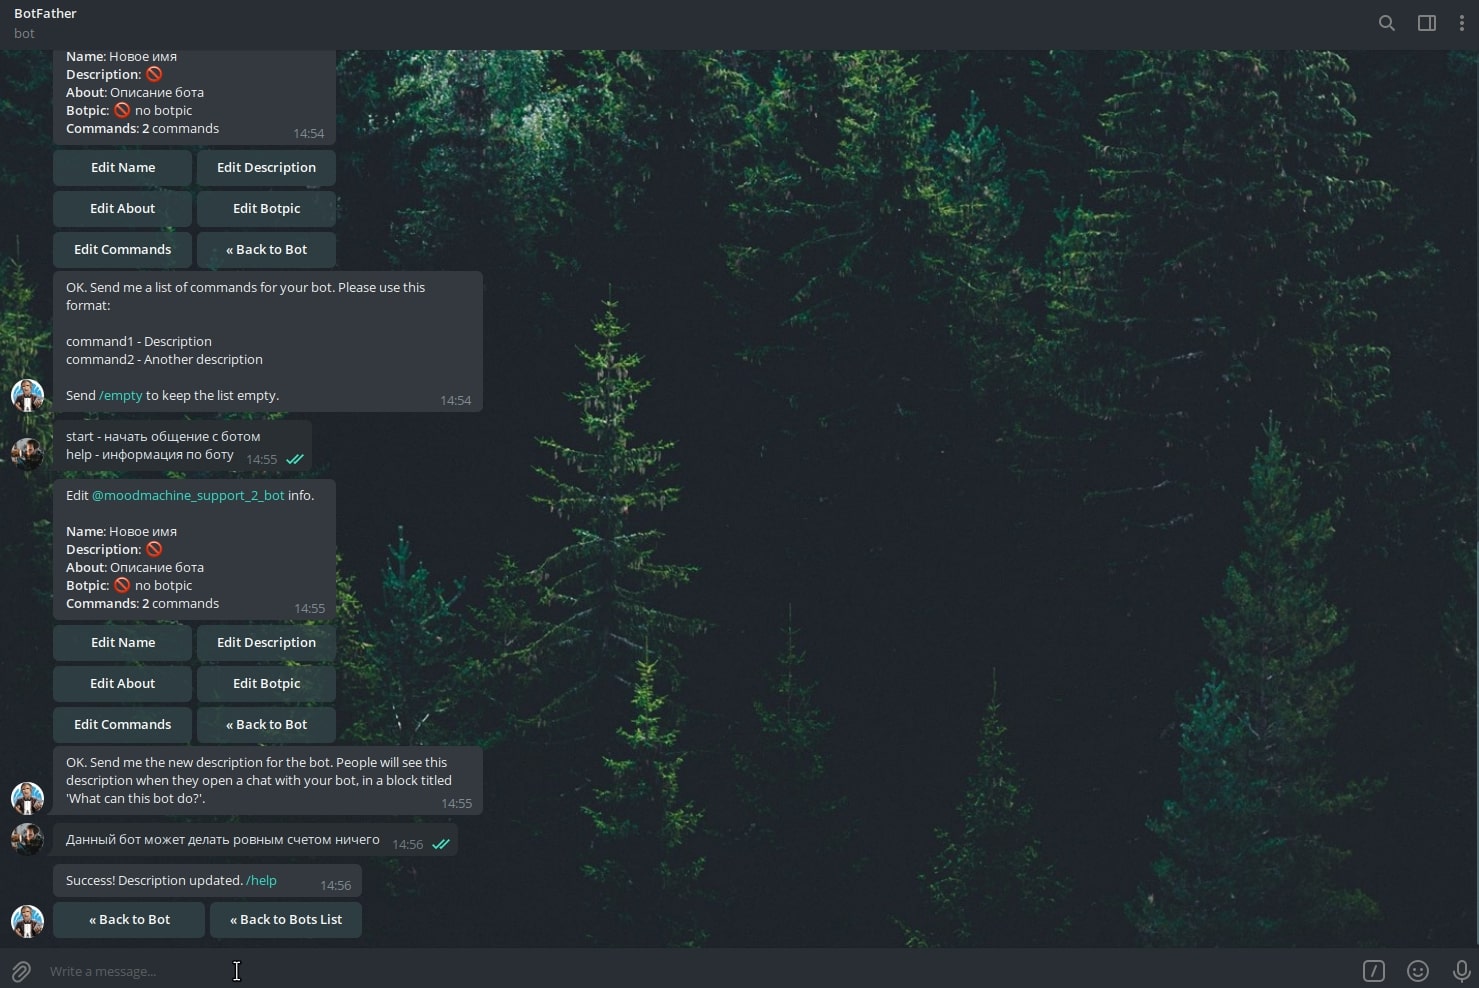 BotFather
bot
Name: Новое имя
Description: 🚫
About: Описание бота
Botpic: 🚫 no botpic
Commands: 2 commands
14:54
Edit Name
Edit Description
Edit About
Edit Botpic
Edit Commands
« Back to Bot
OK. Send me a list of commands for your bot. Please use this
format:
command1 - Description
command2 - Another description
Send /empty to keep the list empty.
14:54
start - начать общение с ботом
help - информация по боту
14:55
Edit @moodmachine_support_2_bot info.
Name: Новое имя
Description: 🚫
About: Описание бота
Botpic: 🚫 no botpic
Commands: 2 commands
14:55
Edit Name
Edit Description
Edit About
Edit Botpic
Edit Commands
« Back to Bot
OK. Send me the new description for the bot. People will see this
description when they open a chat with your bot, in a block titled
'What can this bot do?'.
14:55
Данный бот может делать ровным счетом ничего
14:56
Success! Description updated. /help
14:56
« Back to Bot
« Back to Bots List
Write a message...